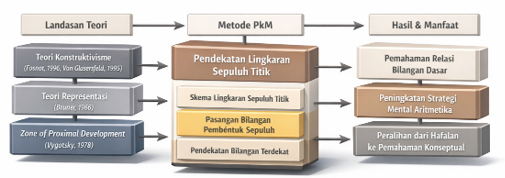 Landasan Teori
Metode PkM
Hasil & Manfaat
Teori Konstruktivisme
(Fosnot, 1996, Von Glasersfeld, 1995)
Teori Representasi
(Bruner, 1966)
Zone of Proximal Development
(Vygotsky, 1978)
Pendekatan Lingkaran
Sepuluh Titik
Skema Lingkaran Sepuluh Titik
Pasangan Bilangan
Pembentuk Sepuluh
Pendekatan Bilangan Terdekat
Pemahaman Relasi
Bilangan Dasar
Peningkatan Strategi
Mental Aritmetika
Peralihan dari Hafalan
ke Pemahaman Konseptual